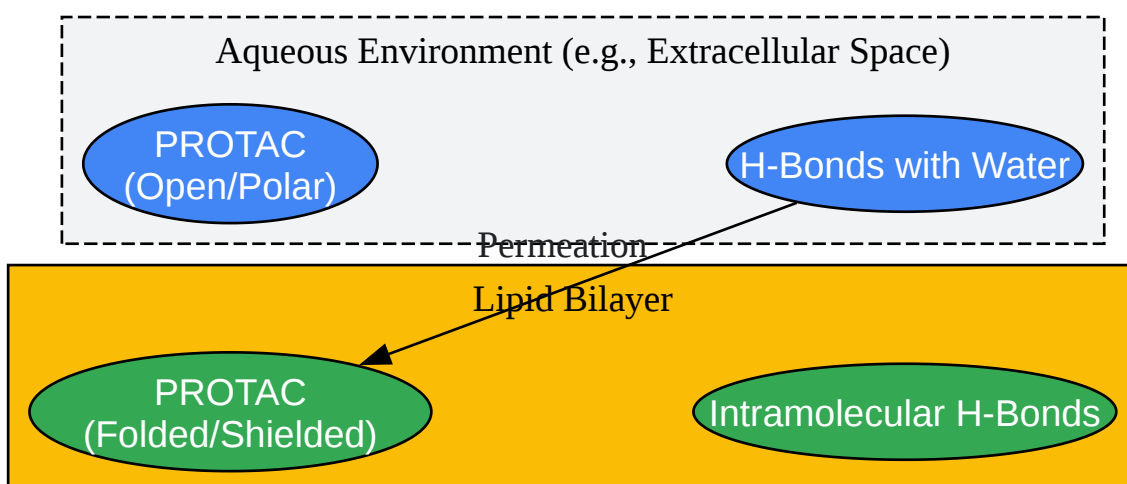 Aqueous Environment (e.g., Extracellular Space)
PROTAC
(Open/Polar)
H-Bonds with Water
Permeation
Lipid Bilayer
PROTAC
(Folded/Shielded)
Intramolecular H-Bonds